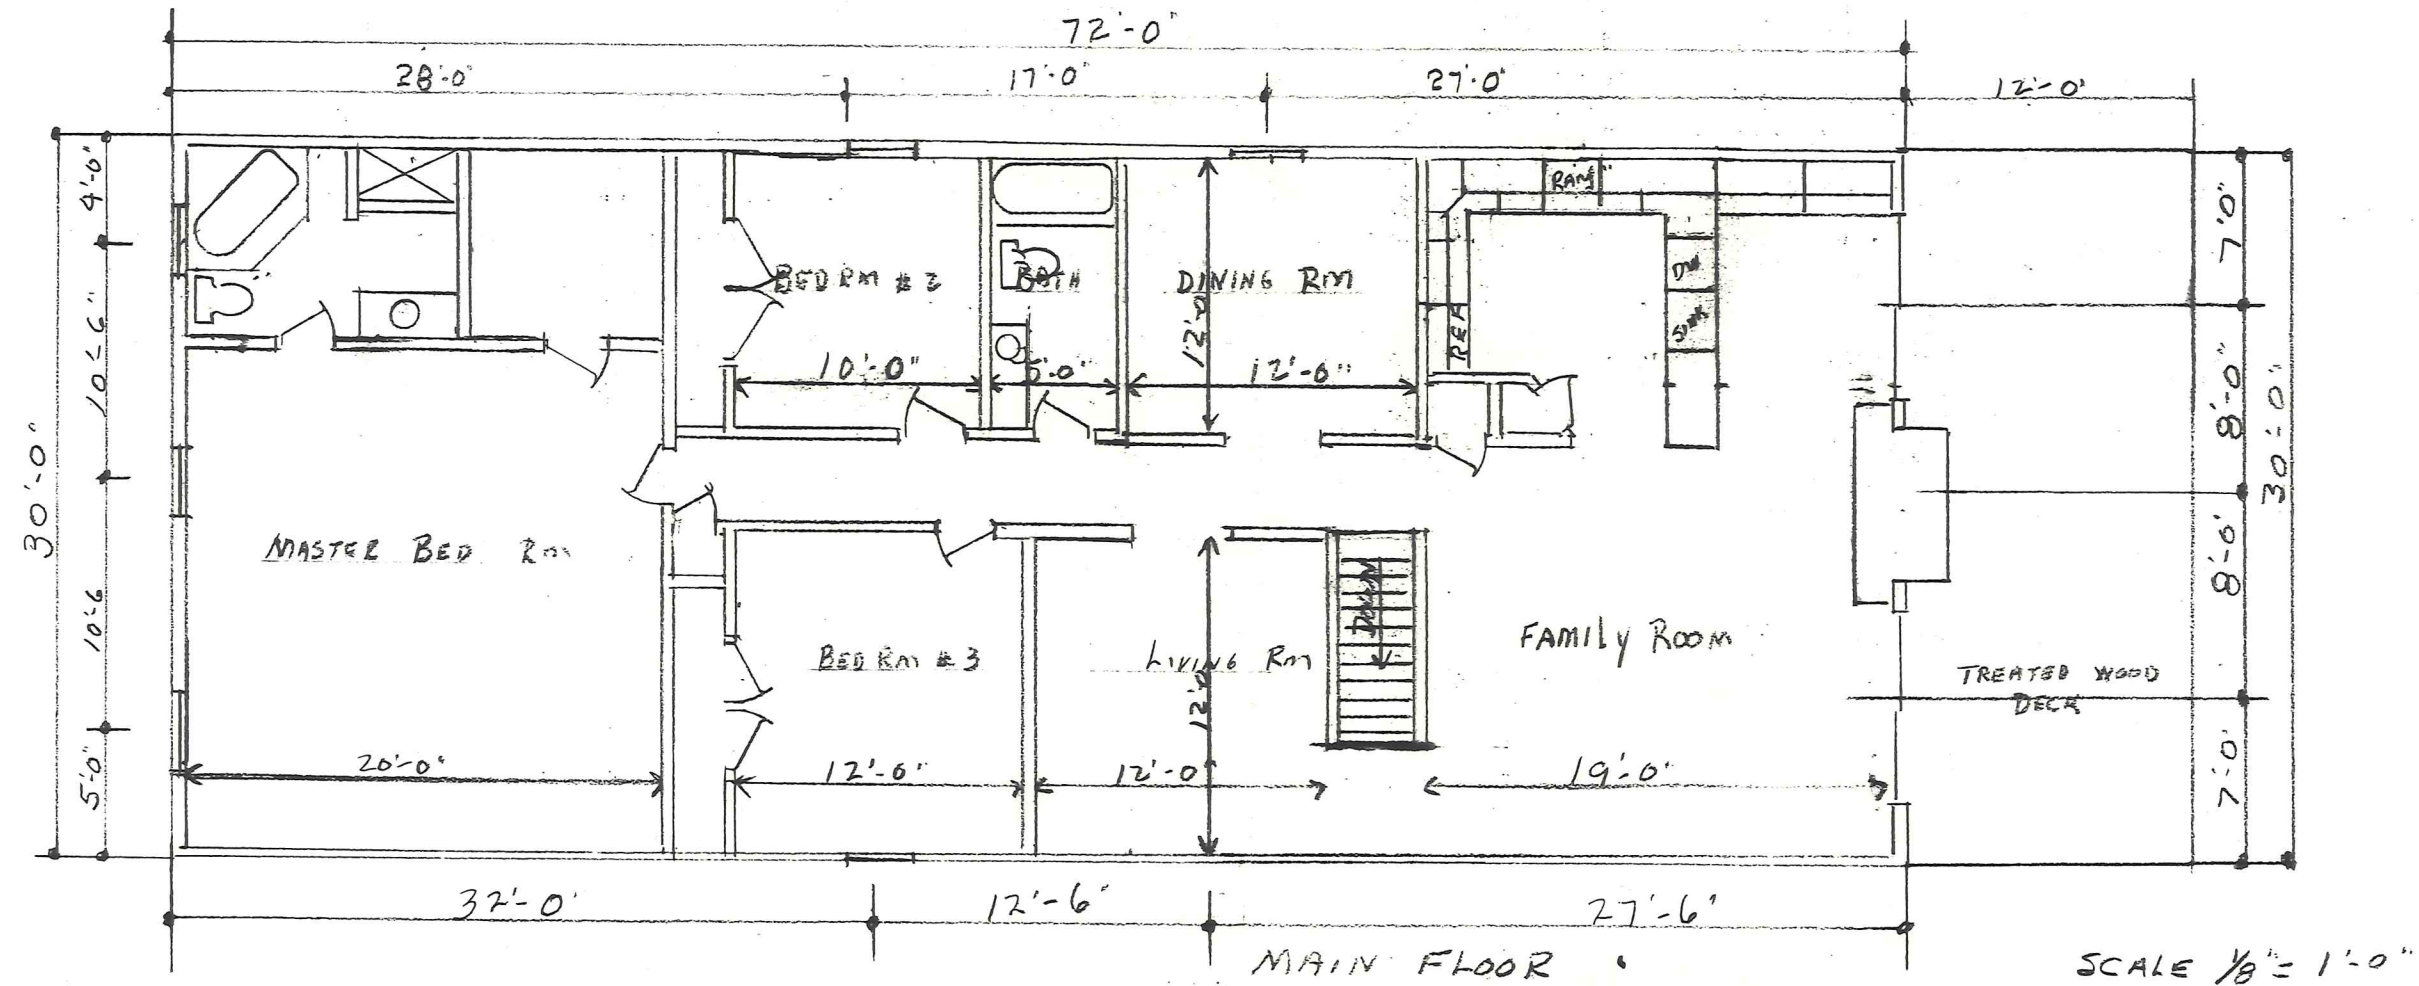 72'-0"
28'-0" 17'-0" 27'-0" 12'-0"
4'-0"
10'-6"
30'-0"
10'-6
5'-0"
RANG
BEDRM # 2 BATH DINING RM
12'-0"
DW
SINK
REF
10'-0" 5'-0" 12'-0"
7'-0"
8'-0"
30'-0"
8'-0"
7'-0"
MASTER BED Rm
DOWN
BED RM # 3 LIVING RM FAMILY ROOM
12'-0
TREATED WOOD
DECK
20'-0" 12'-0" 12'-0" 19'-0"
32'-0" 12'-6" 27'-6"
MAIN FLOOR
SCALE 1/8" = 1'-0"